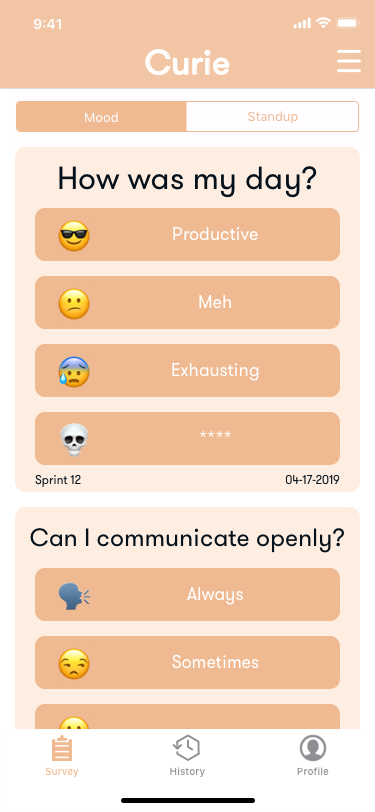 9:41
Curie
Mood
Standup
How was my day?
Productive
Meh
Exhausting
****
Sprint 12
04-17-2019
Can I communicate openly?
Always
Sometimes
Survey
History
Profile